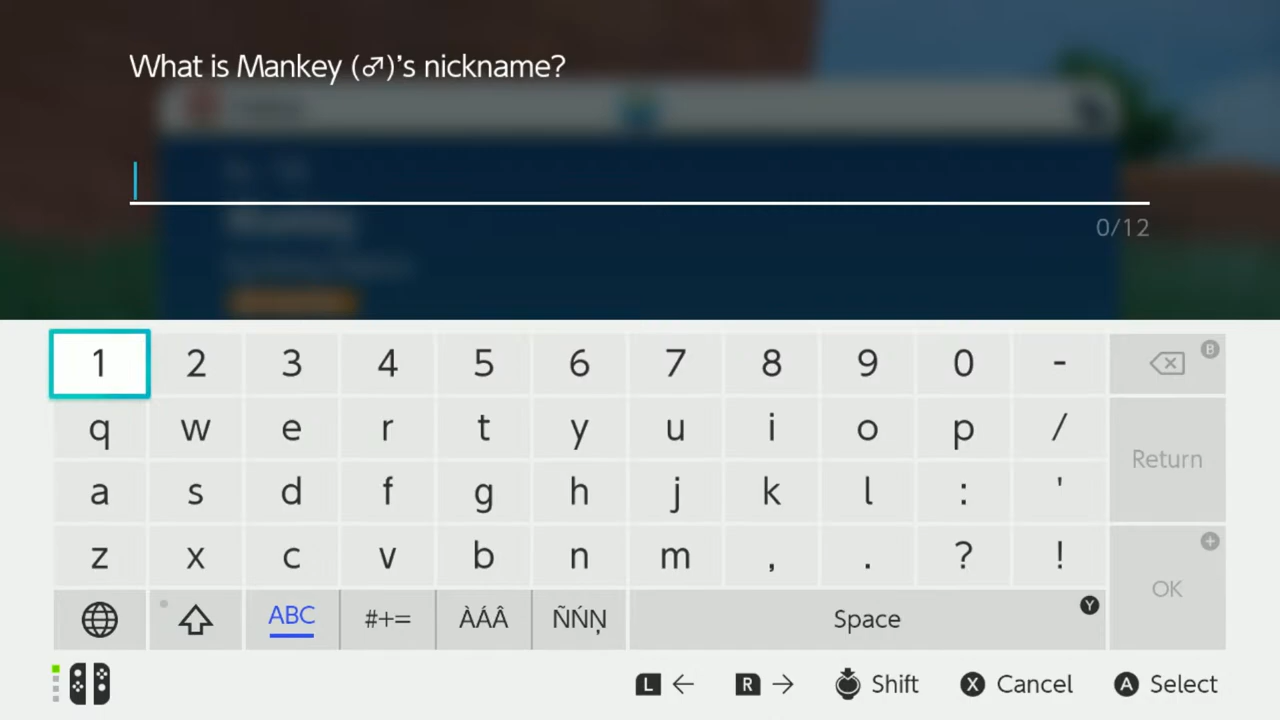 What is Mankey (♂)'s nickname?
0/12
1 2 3 4 5 6 7 8 9 0 -
q w e r t y u i o p /
Return
a s d f g h j k l : '
z x c v b n m , . ? !
OK
ABC #+= ÀÁÂ ÑŃŅ Space
L ← R → Shift X Cancel A Select
B
+
Y